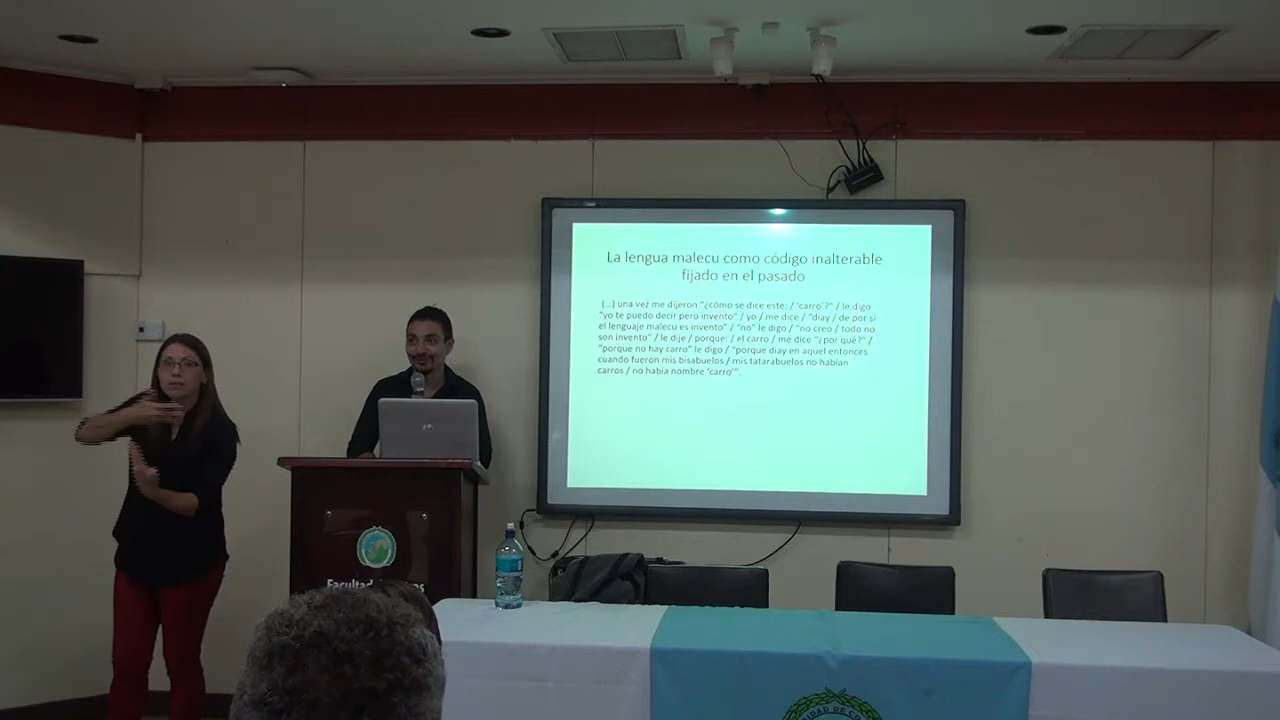 La lengua malecu como código inalterable
fijado en el pasado
(...) una vez me dijeron "¿cómo se dice este: / 'carro'?" / le digo
"yo te puedo decir pero invento" / yo / me dice / "diay / de por sí
el lenguaje malecu es invento" / "no" le digo / "no creo / todo no
son invento" / le dije / porque: / el carro / me dice "¿por qué?" /
"porque no hay carro" le digo / "porque diay en aquel entonces
cuando fueron mis bisabuelos / mis tatarabuelos no habían
carros / no había nombre 'carro'".
hp
Facultad